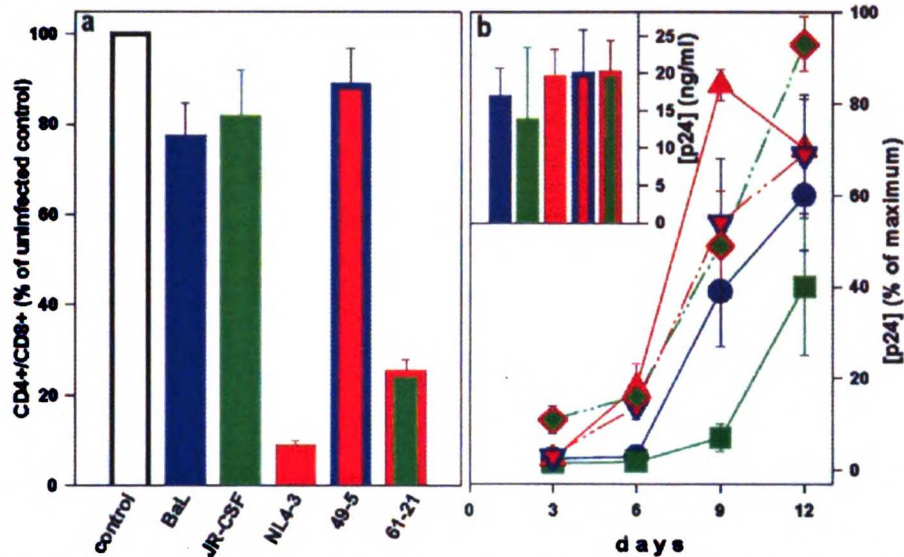 a
CD4+/CD8+ (% of uninfected control)
100
80
60
40
20
0
control
BaL
JR-CSF
NL4-3
49-5
61-21
b
25
20
15
10
5
0
[p24] (ng/ml)
100
80
60
40
20
0
[p24] (% of maximum)
0
3
6
9
12
days